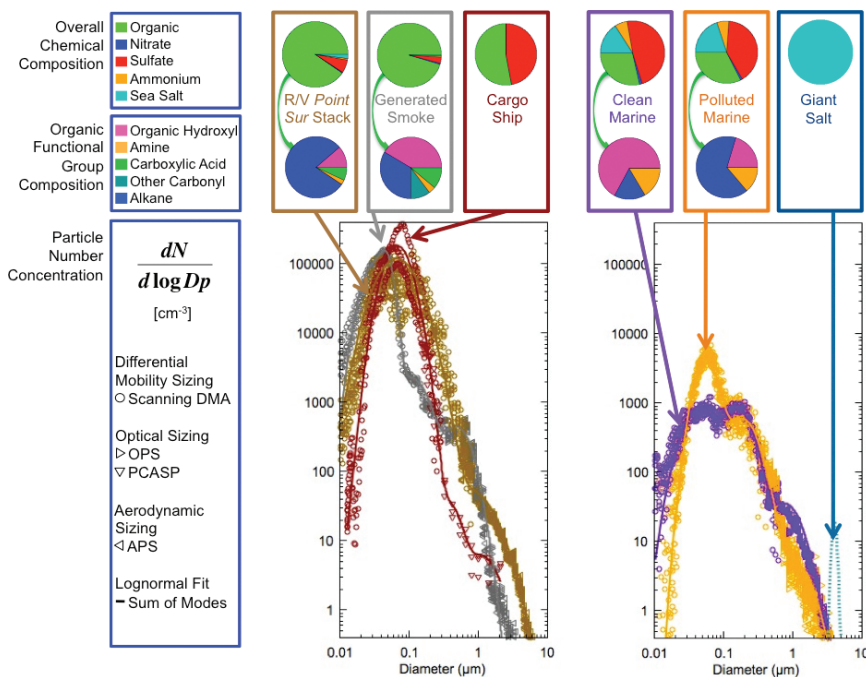 Overall
Chemical
Composition
Organic
Nitrate
Sulfate
Ammonium
Sea Salt
R/V Point
Sur Stack
Generated
Smoke
Cargo
Ship
Clean
Marine
Polluted
Marine
Giant
Salt
Organic
Functional
Group
Composition
Organic Hydroxyl
Amine
Carboxylic Acid
Other Carbonyl
Alkane
Particle
Number
Concentration
dN
d log Dp
[cm-3]
Differential
Mobility Sizing
Scanning DMA
Optical Sizing
OPS
PCASP
Aerodynamic
Sizing
APS
Lognormal Fit
Sum of Modes
100000
10000
1000
100
10
1
0.01
0.1
1
10
Diameter (µm)
100000
10000
1000
100
10
1
0.01
0.1
1
10
Diameter (µm)